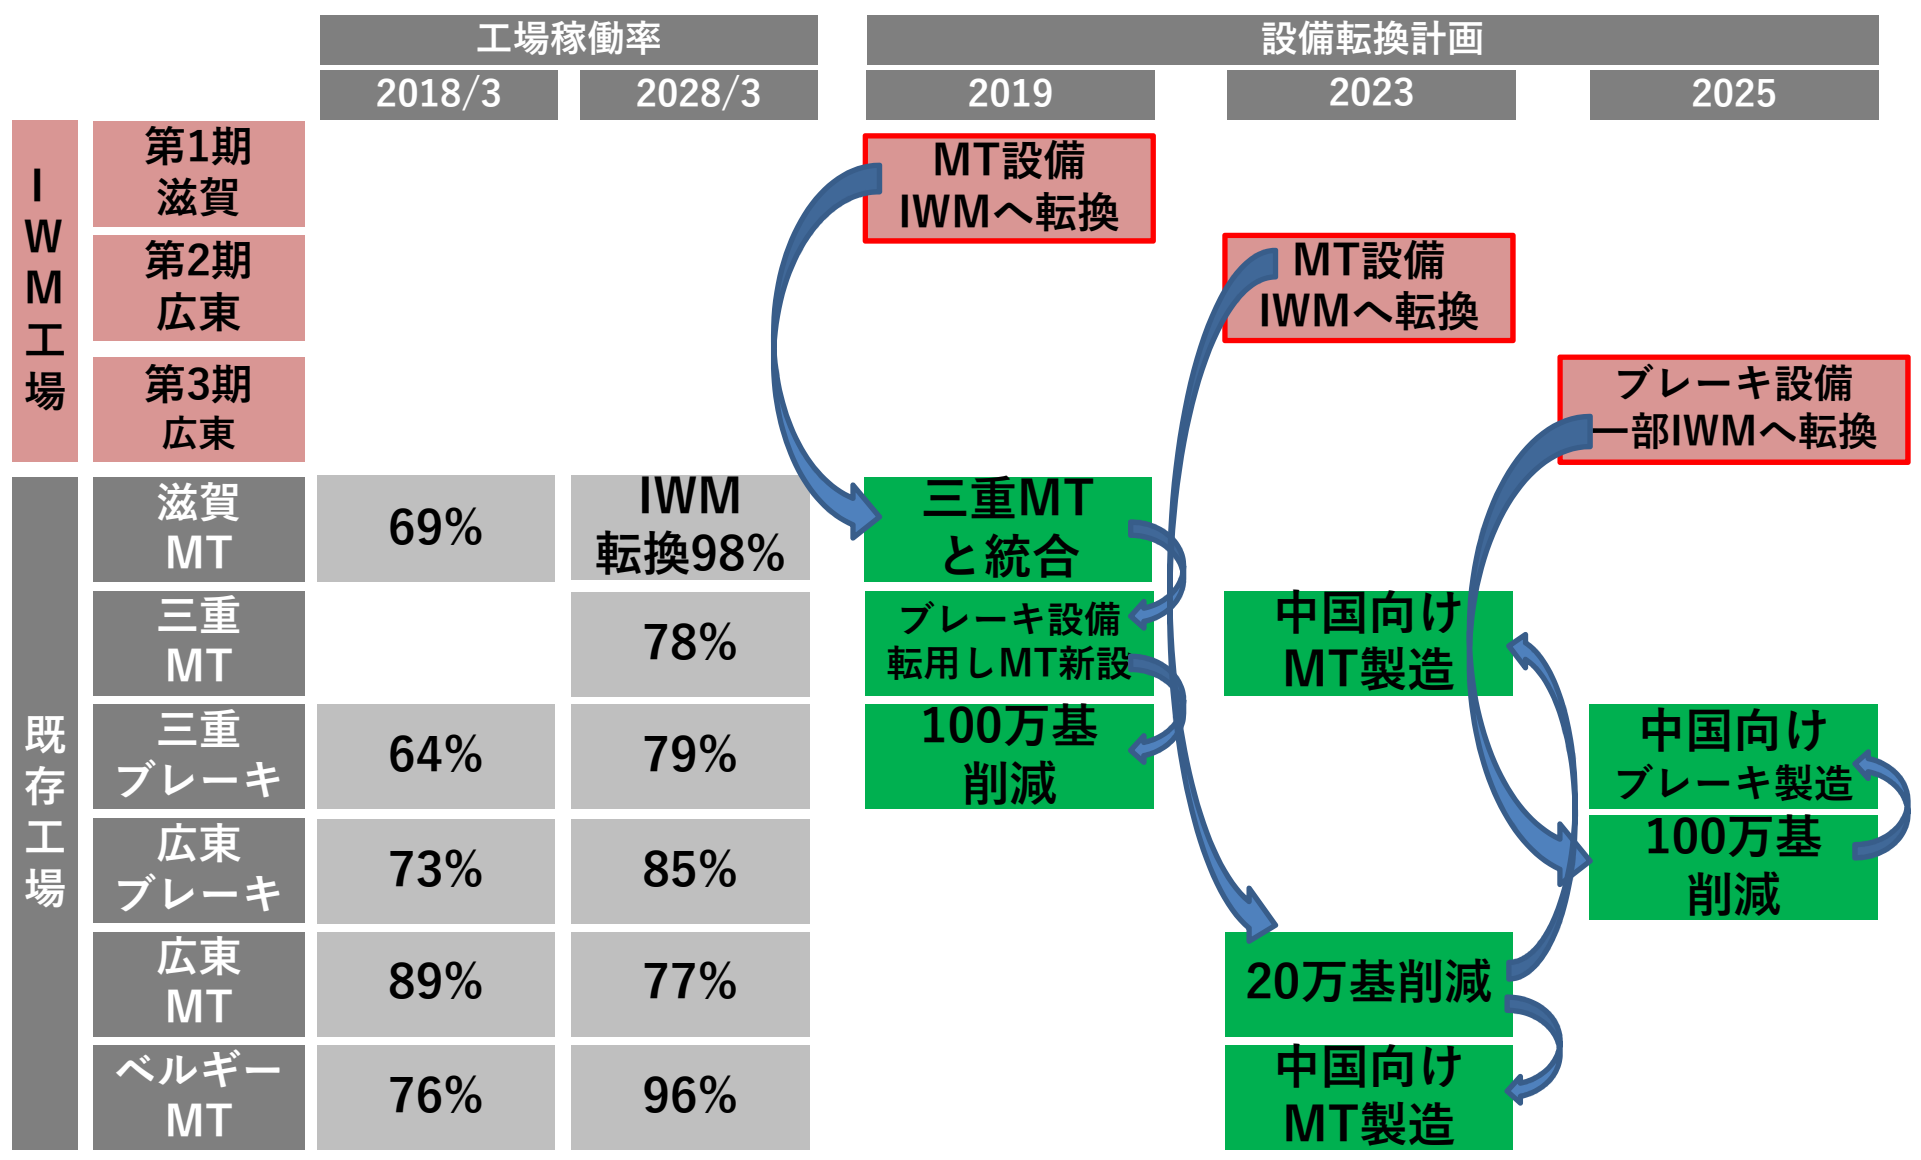 工場稼働率
設備転換計画
2018/3
2028/3
2019
2023
2025
IWM工場
第1期
滋賀
第2期
広東
第3期
広東
MT設備
IWMへ転換
MT設備
IWMへ転換
ブレーキ設備
一部IWMへ転換
既存工場
滋賀
MT
69%
IWM
転換98%
三重MT
と統合
三重
MT
78%
ブレーキ設備
転用しMT新設
中国向け
MT製造
三重
ブレーキ
64%
79%
100万基
削減
中国向け
ブレーキ製造
広東
ブレーキ
73%
85%
100万基
削減
広東
MT
89%
77%
20万基削減
ベルギー
MT
76%
96%
中国向け
MT製造